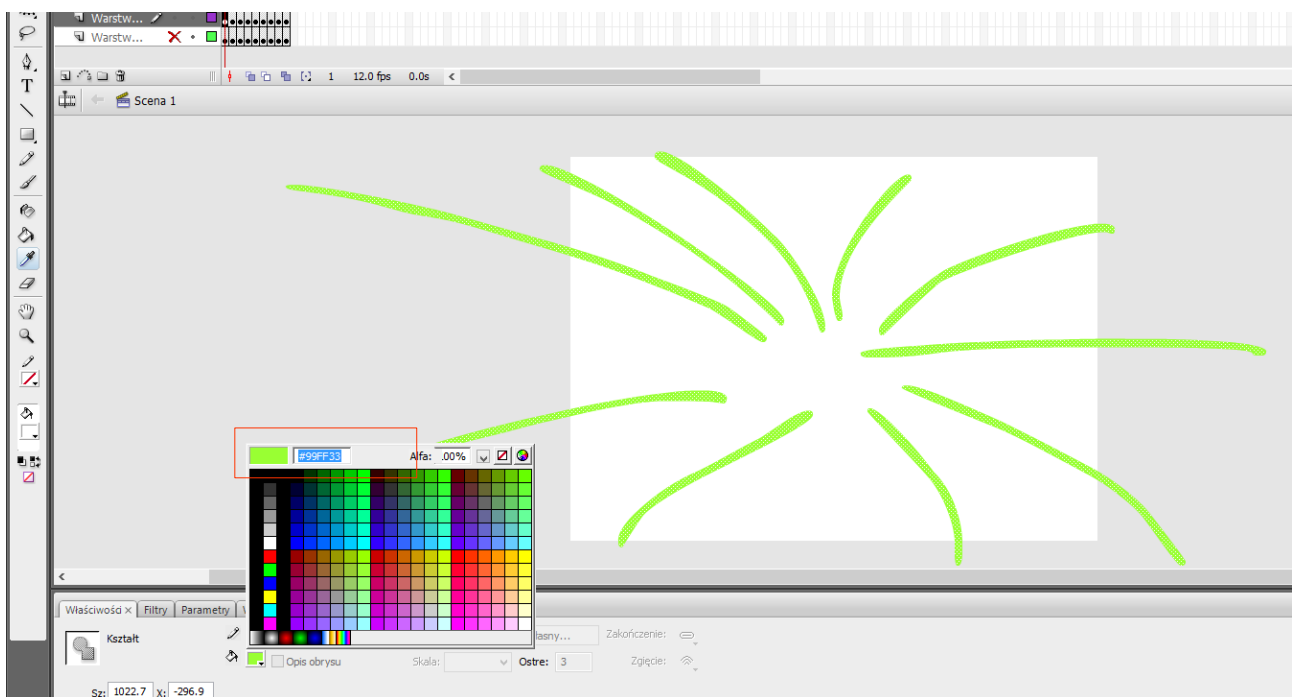 Warstw...
Warstw...
1 12.0 fps 0.0s
T
Scena 1
#99FF33 Alfa: .00%
Właściwości × Filtry Parametry
Kształt
łasny... Zakończenie:
Opis obrysu Skala: Ostre: 3 Zgięcie:
Sz: 1022.7 X: -296.9